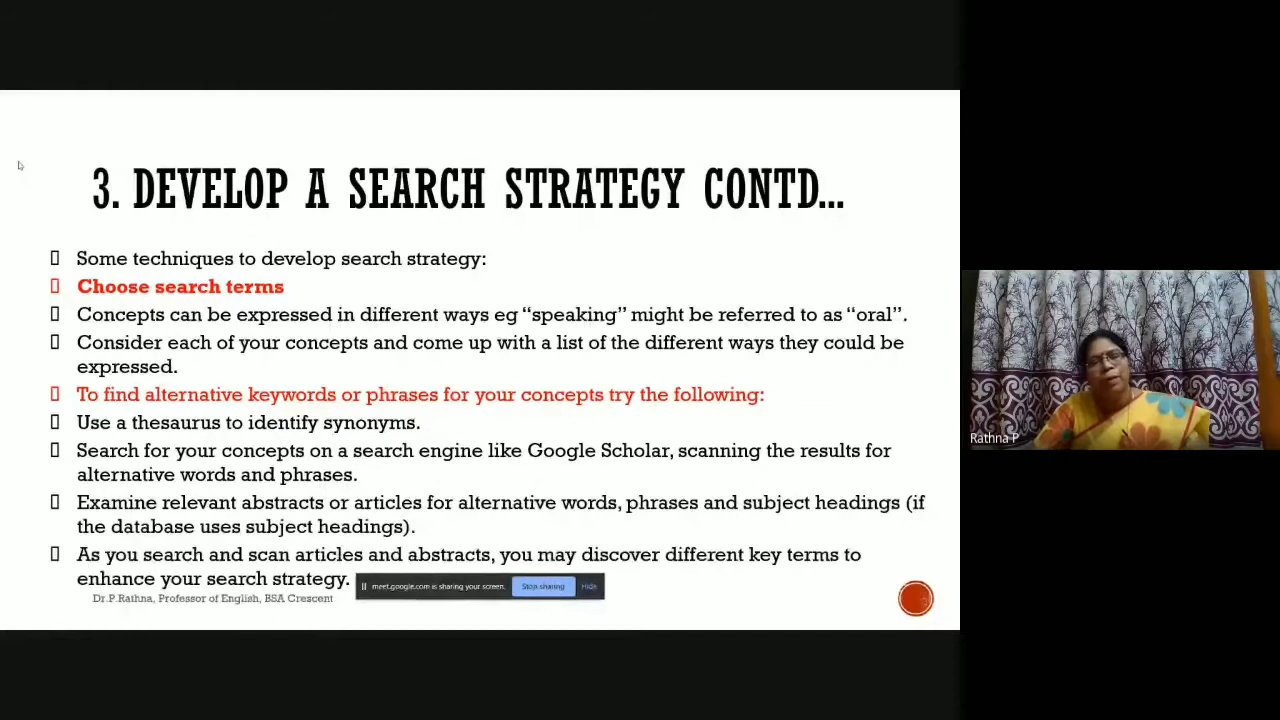 3. DEVELOP A SEARCH STRATEGY CONTD...
Some techniques to develop search strategy:
Choose search terms
Concepts can be expressed in different ways eg “speaking” might be referred to as “oral”.
Consider each of your concepts and come up with a list of the different ways they could be
expressed.
To find alternative keywords or phrases for your concepts try the following:
Use a thesaurus to identify synonyms.
Search for your concepts on a search engine like Google Scholar, scanning the results for
alternative words and phrases.
Examine relevant abstracts or articles for alternative words, phrases and subject headings (if
the database uses subject headings).
As you search and scan articles and abstracts, you may discover different key terms to
enhance your search strategy.
meet.google.com is sharing your screen. Stop sharing Hide
Dr.P.Rathna, Professor of English, BSA Crescent
Rathna P